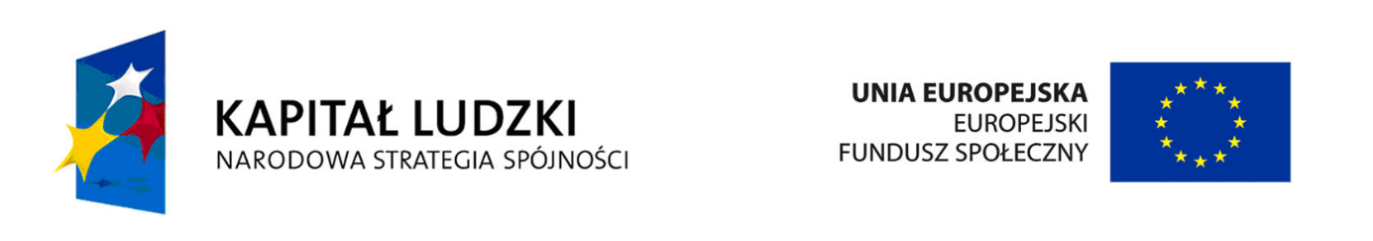 KAPITAŁ LUDZKI
NARODOWA STRATEGIA SPÓJNOŚCI
UNIA EUROPEJSKA
EUROPEJSKI
FUNDUSZ SPOŁECZNY